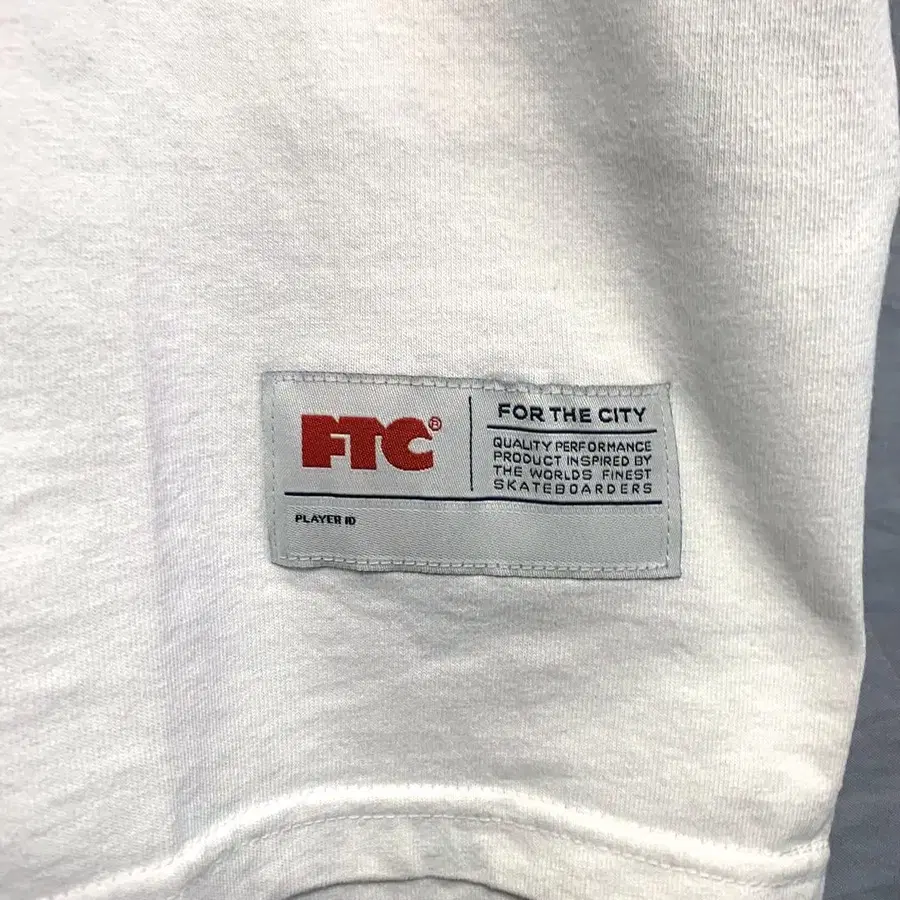 FTC®
FOR THE CITY
QUALITY PERFORMANCE
PRODUCT INSPIRED BY
THE WORLDS FINEST
SKATEBOARDERS
PLAYER ID